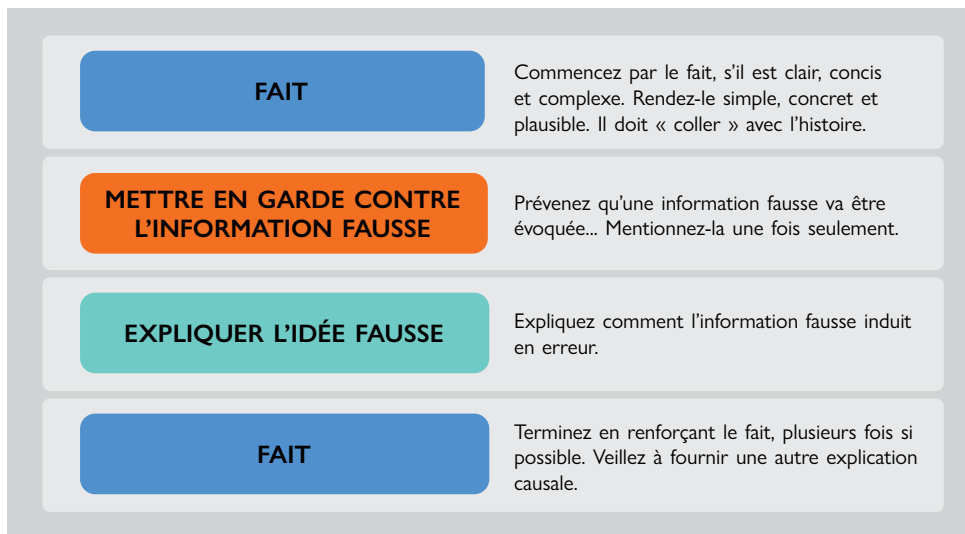 FAIT
Commencez par le fait, s’il est clair, concis
et complexe. Rendez-le simple, concret et
plausible. Il doit « coller » avec l’histoire.
METTRE EN GARDE CONTRE
L’INFORMATION FAUSSE
Prévenez qu’une information fausse va être
évoquée... Mentionnez-la une fois seulement.
EXPLIQUER L’IDÉE FAUSSE
Expliquez comment l’information fausse induit
en erreur.
FAIT
Terminez en renforçant le fait, plusieurs fois si
possible. Veillez à fournir une autre explication
causale.